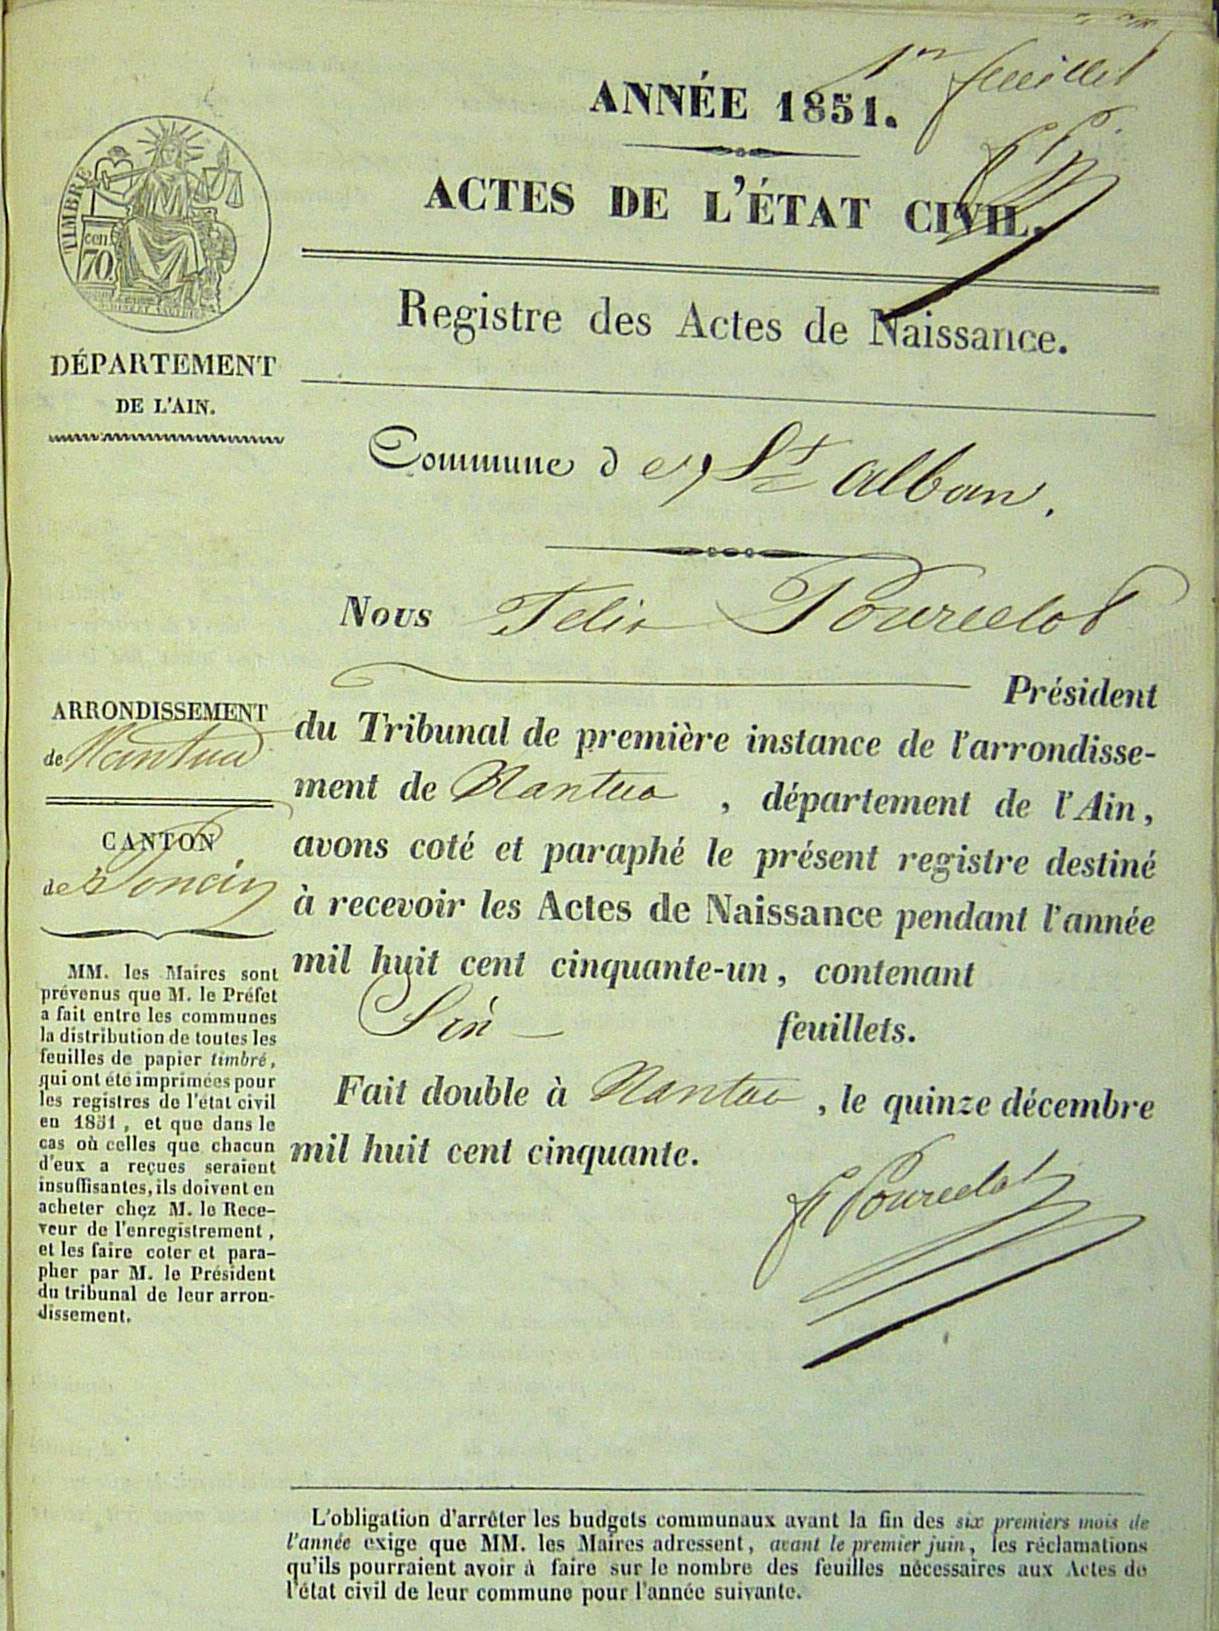 1er feuillet
ANNÉE 1851.
ACTES DE L'ÉTAT CIVIL.
TIMBRE
cen.
70
DÉPARTEMENT
DE L'AIN.
Registre des Actes de Naissance.
Commune de St alban.
Nous Felix Pourcelot
Président
du Tribunal de première instance de l'arrondisse-
ment de Nantua, département de l'Ain,
avons coté et paraphé le présent registre destiné
à recevoir les Actes de Naissance pendant l'année
mil huit cent cinquante-un, contenant
Six feuillets.
Fait double à Nantua, le quinze décembre
mil huit cent cinquante.
f Pourcelot
ARRONDISSEMENT
de Nantua
CANTON
de Poncin
MM. les Maires sont
prévenus que M. le Préfet
a fait entre les communes
la distribution de toutes les
feuilles de papier timbré,
qui ont été imprimées pour
les registres de l'état civil
en 1851, et que dans le
cas où celles que chacun
d'eux a reçues seraient
insuffisantes, ils doivent en
acheter chez M. le Rece-
veur de l'enregistrement,
et les faire coter et para-
pher par M. le Président
du tribunal de leur arron-
dissement.
L'obligation d'arrêter les budgets communaux avant la fin des six premiers mois de
l'année exige que MM. les Maires adressent, avant le premier juin, les réclamations
qu'ils pourraient avoir à faire sur le nombre des feuilles nécessaires aux Actes de
l'état civil de leur commune pour l'année suivante.